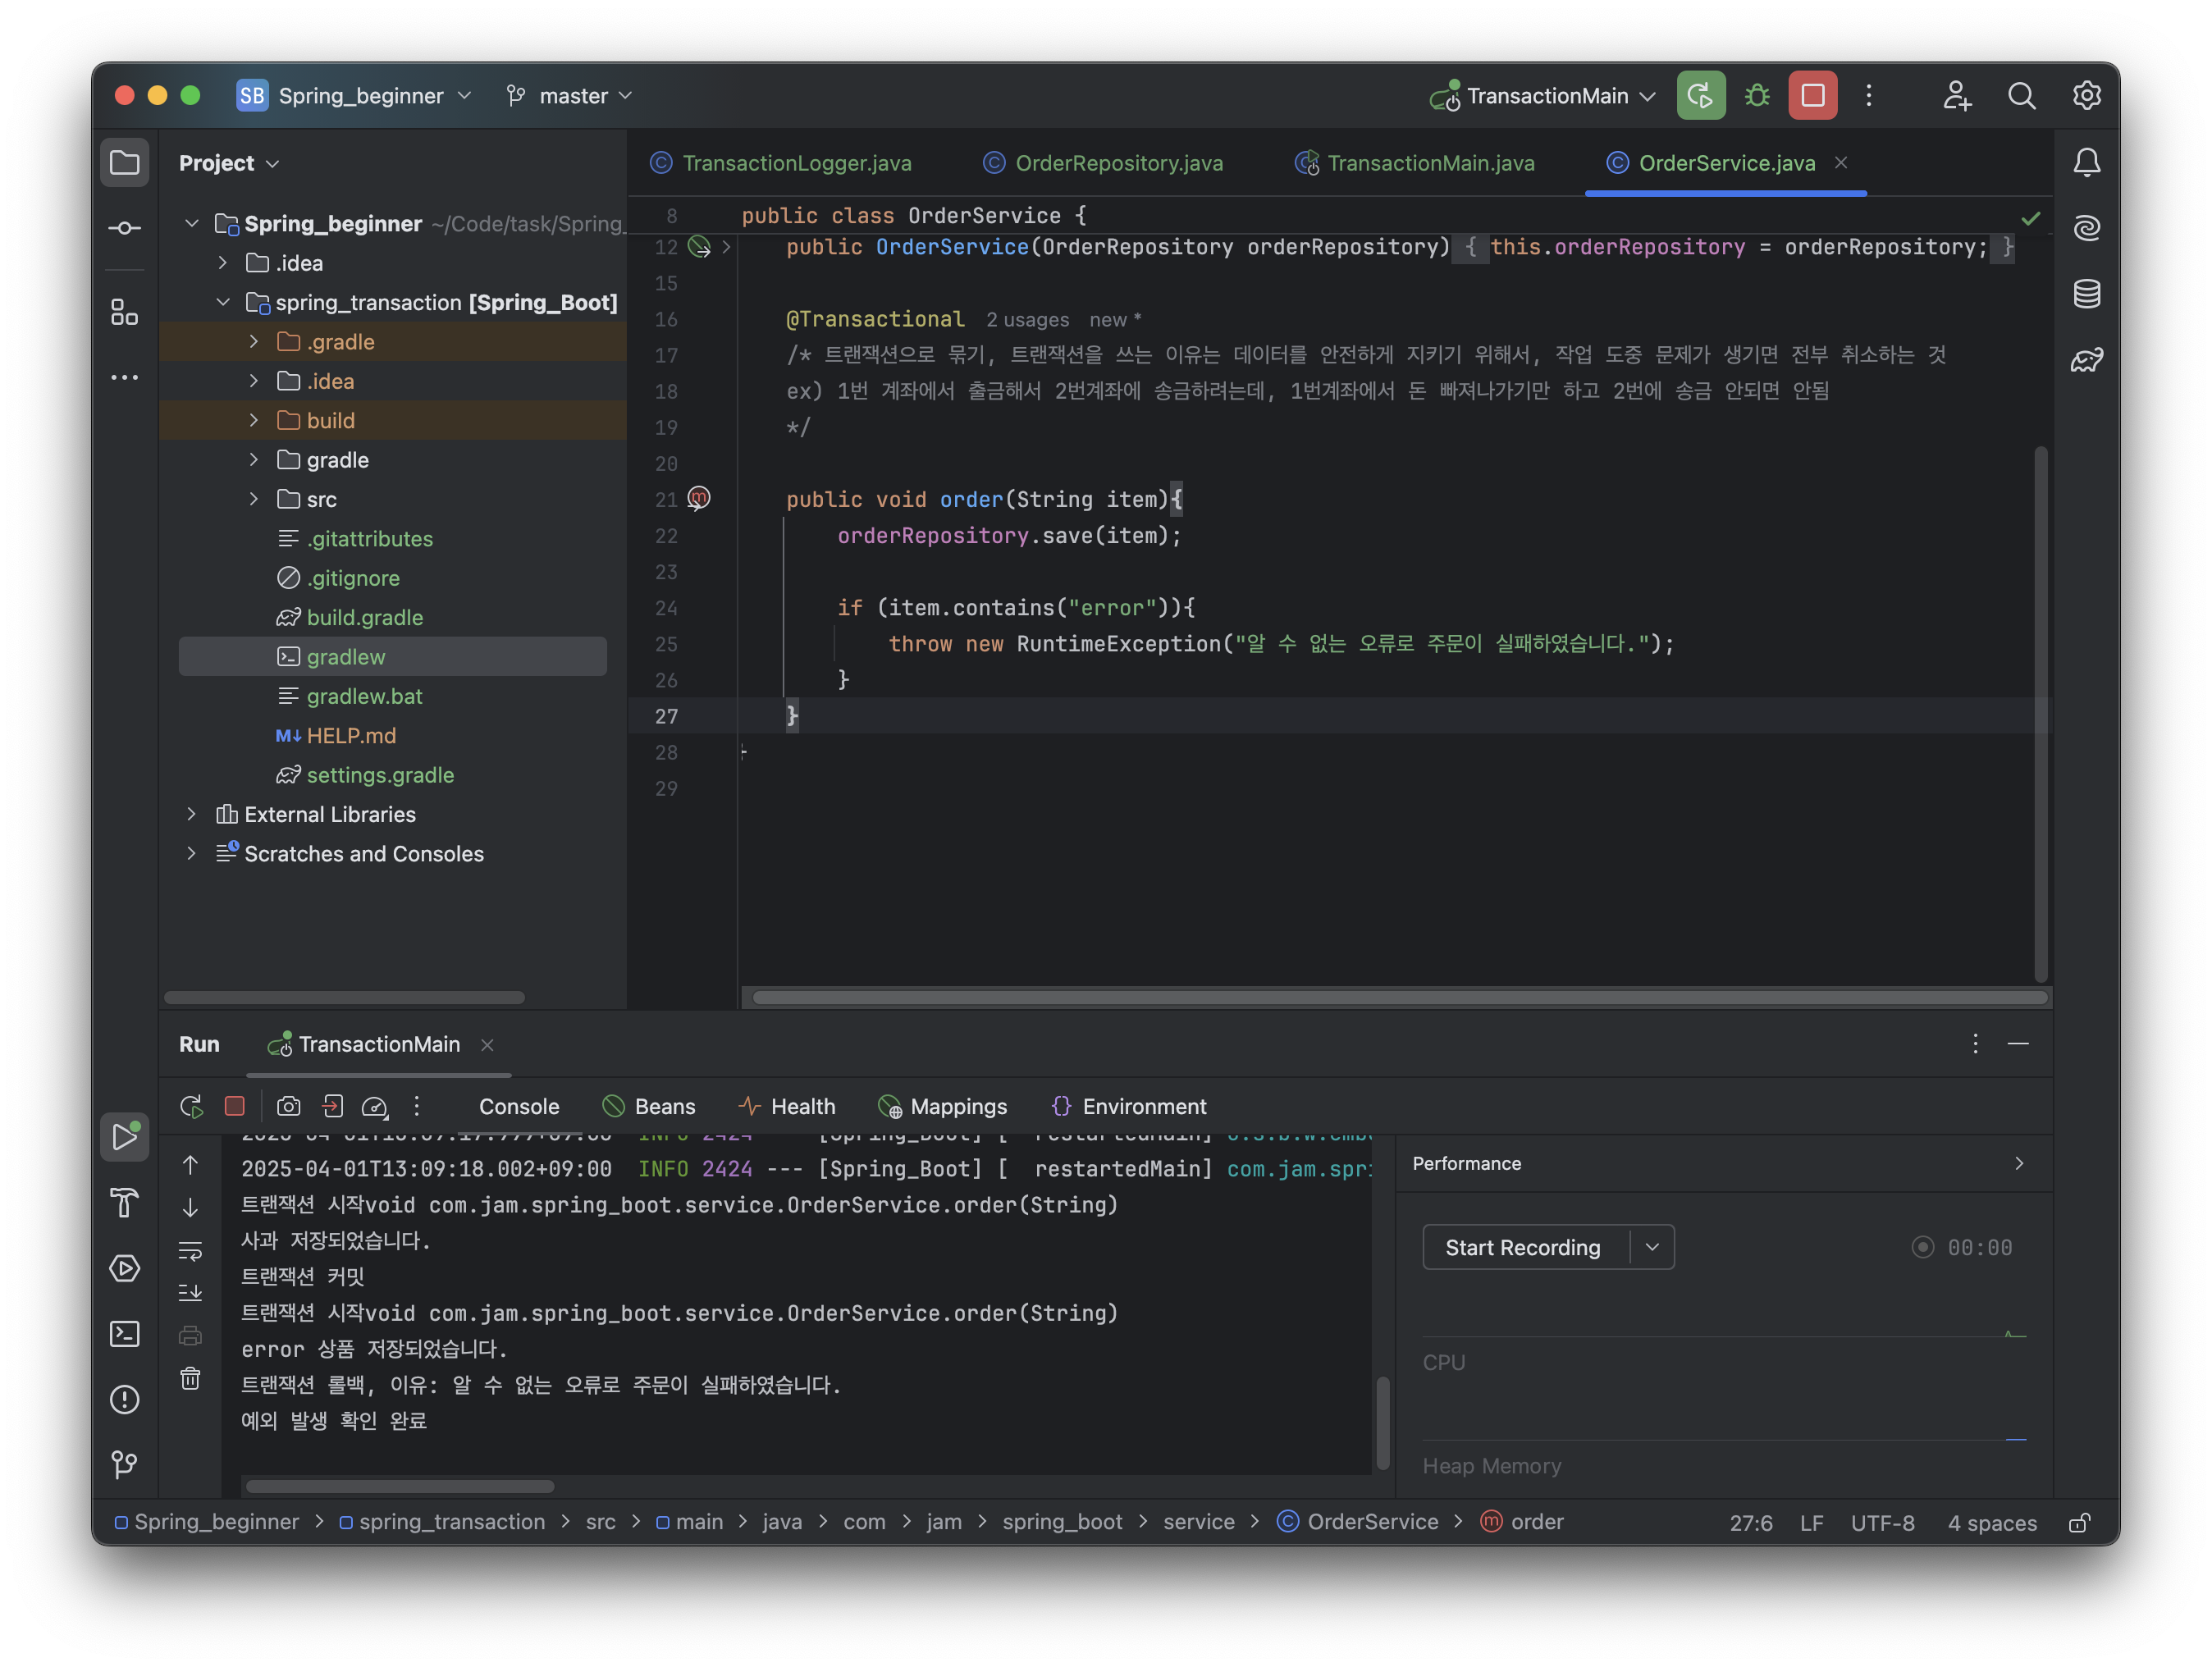 SB Spring_beginner master TransactionMain
Project
Spring_beginner ~/Code/task/Spring_
.idea
spring_transaction [Spring_Boot]
.gradle
.idea
build
gradle
src
.gitattributes
.gitignore
build.gradle
gradlew
gradlew.bat
M↓ HELP.md
settings.gradle
External Libraries
Scratches and Consoles
TransactionLogger.java OrderRepository.java TransactionMain.java OrderService.java
8 public class OrderService {
12 public OrderService(OrderRepository orderRepository) { this.orderRepository = orderRepository; }
15
16 @Transactional 2 usages new *
17 /* 트랜잭션으로 묶기, 트랜잭션을 쓰는 이유는 데이터를 안전하게 지키기 위해서, 작업 도중 문제가 생기면 전부 취소하는 것
18 ex) 1번 계좌에서 출금해서 2번계좌에 송금하려는데, 1번계좌에서 돈 빠져나가기만 하고 2번에 송금 안되면 안됨
19 */
20
21 public void order(String item){
22 orderRepository.save(item);
23
24 if (item.contains("error")){
25 throw new RuntimeException("알 수 없는 오류로 주문이 실패하였습니다.");
26 }
27 }
28
29
Run TransactionMain
Console Beans Health Mappings Environment
2025-04-01T13:09:17.999+09:00 INFO 2424 [Spring_Boot] [ restartedMain] o.s.b.w.emb
2025-04-01T13:09:18.002+09:00 INFO 2424 --- [Spring_Boot] [ restartedMain] com.jam.spri
트랜잭션 시작void com.jam.spring_boot.service.OrderService.order(String)
사과 저장되었습니다.
트랜잭션 커밋
트랜잭션 시작void com.jam.spring_boot.service.OrderService.order(String)
error 상품 저장되었습니다.
트랜잭션 롤백, 이유: 알 수 없는 오류로 주문이 실패하였습니다.
예외 발생 확인 완료
Performance
Start Recording 00:00
CPU
Heap Memory
Spring_beginner > spring_transaction > src > main > java > com > jam > spring_boot > service > OrderService > order 27:6 LF UTF-8 4 spaces